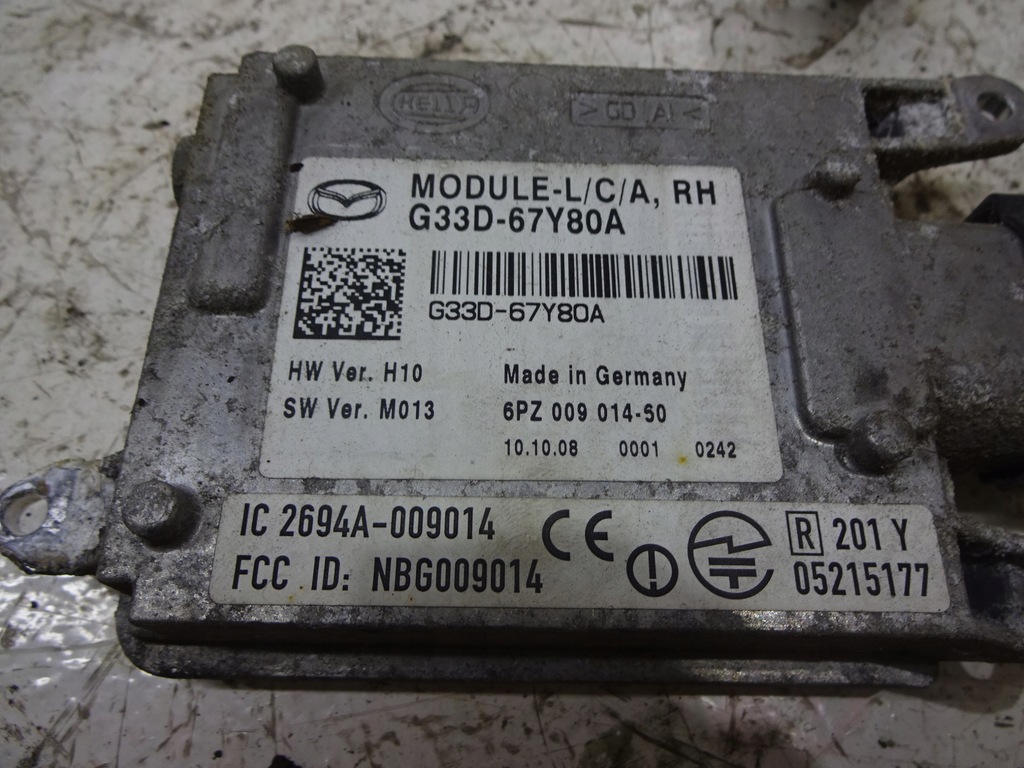 HELLA
>GD (A)<
MODULE-L/C/A, RH
G33D-67Y80A
G33D-67Y80A
HW Ver. H10 Made in Germany
SW Ver. M013 6PZ 009 014-50
10.10.08 0001 0242
IC 2694A-009014 CE R 201 Y
FCC ID: NBG009014 05215177